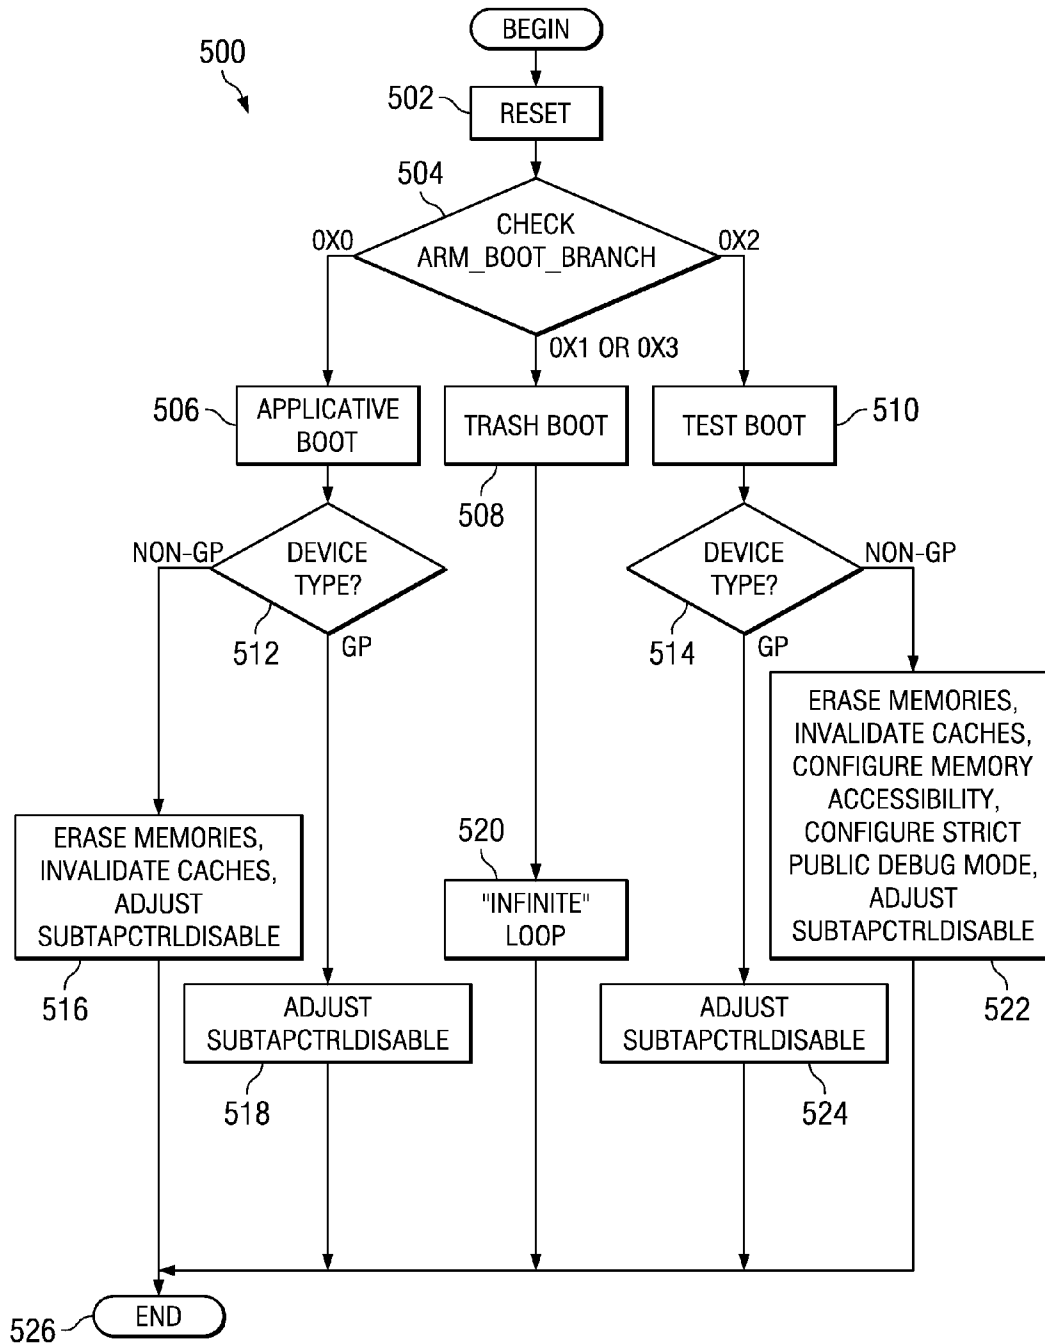 BEGIN
500
502
RESET
504
CHECK
ARM_BOOT_BRANCH
0X0
0X2
0X1 OR 0X3
506
APPLICATIVE
BOOT
TRASH BOOT
508
TEST BOOT
510
NON-GP
DEVICE
TYPE?
512
GP
DEVICE
TYPE?
NON-GP
514
GP
ERASE MEMORIES,
INVALIDATE CACHES,
ADJUST
SUBTAPCTRLDISABLE
516
ADJUST
SUBTAPCTRLDISABLE
518
520
"INFINITE"
LOOP
ERASE MEMORIES,
INVALIDATE CACHES,
CONFIGURE MEMORY
ACCESSIBILITY,
CONFIGURE STRICT
PUBLIC DEBUG MODE,
ADJUST
SUBTAPCTRLDISABLE
522
ADJUST
SUBTAPCTRLDISABLE
524
526
END